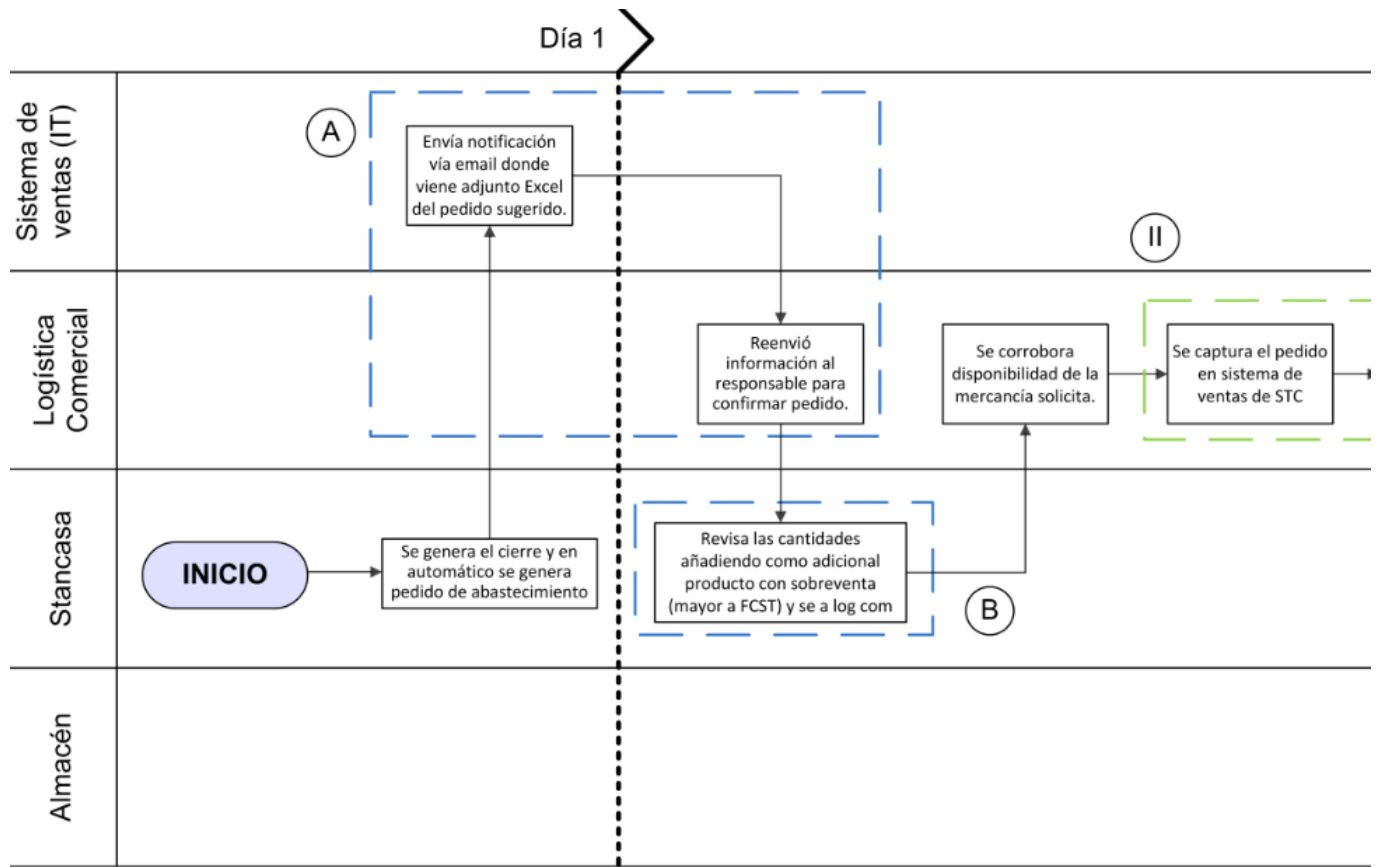 Día 1
Sistema de
ventas (IT)
A
Envía notificación
vía email donde
viene adjunto Excel
del pedido sugerido.
II
Logística
Comercial
Reenvió
información al
responsable para
confirmar pedido.
Se corrobora
disponibilidad de la
mercancía solicita.
Se captura el pedido
en sistema de
ventas de STC
Stancasa
INICIO
Se genera el cierre y en
automático se genera
pedido de abastecimiento
Revisa las cantidades
añadiendo como adicional
producto con sobreventa
(mayor a FCST) y se a log com
B
Almacén